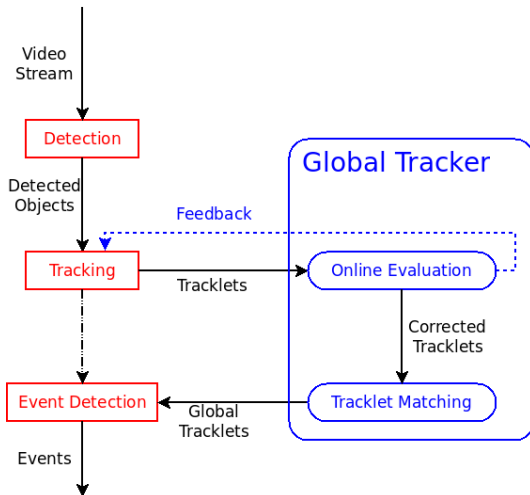 Video
Stream
Detection
Detected
Objects
Global Tracker
Feedback
Tracking
Tracklets
Online Evaluation
Corrected
Tracklets
Event Detection
Global
Tracklets
Tracklet Matching
Events